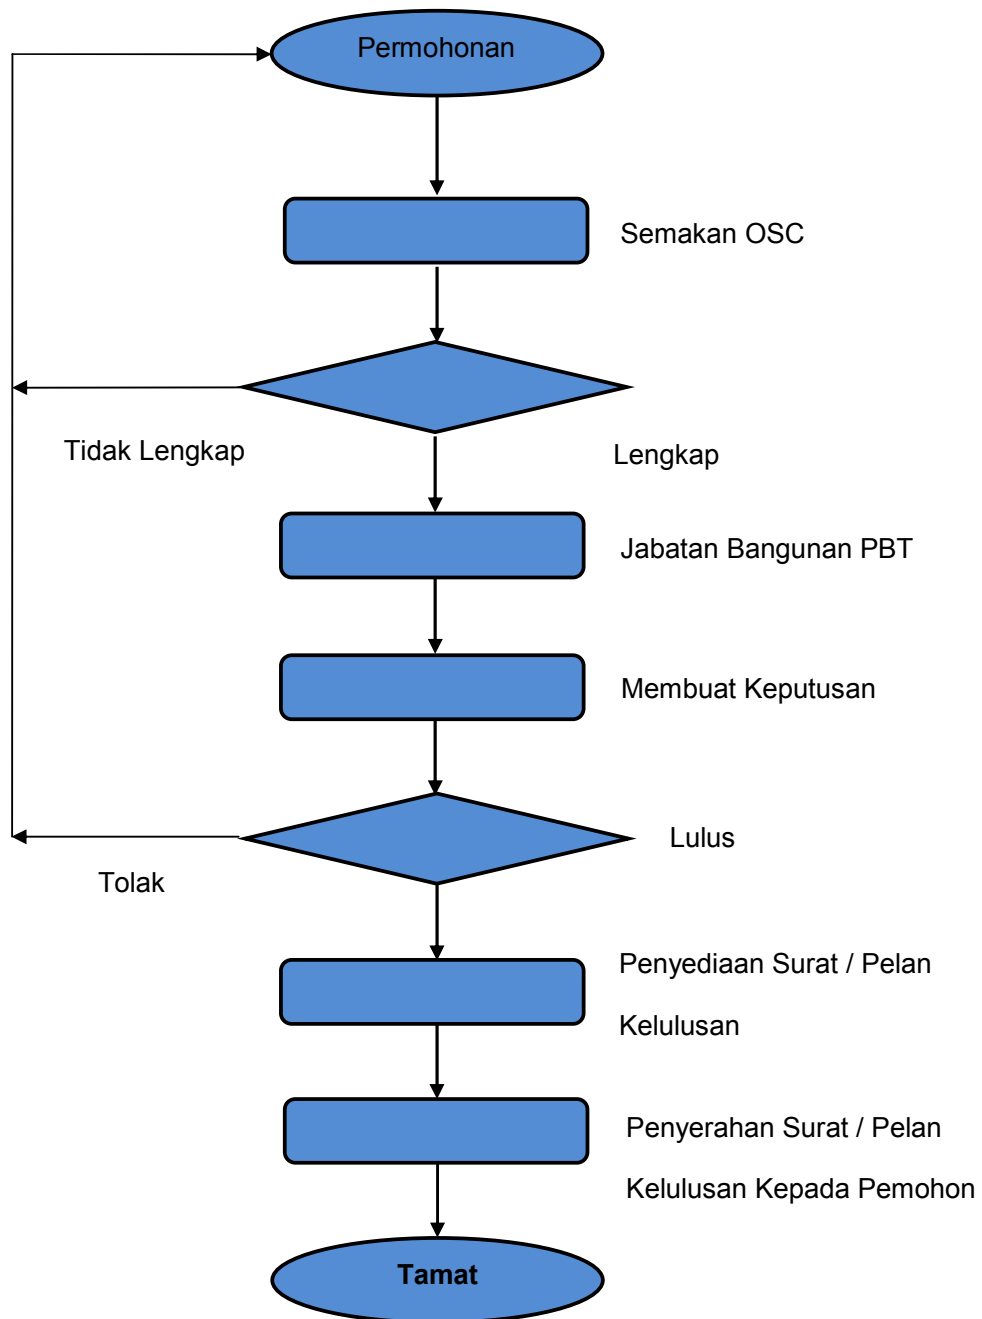 Permohonan
Semakan OSC
Tidak Lengkap
Lengkap
Jabatan Bangunan PBT
Membuat Keputusan
Lulus
Tolak
Penyediaan Surat / Pelan
Kelulusan
Penyerahan Surat / Pelan
Kelulusan Kepada Pemohon
Tamat